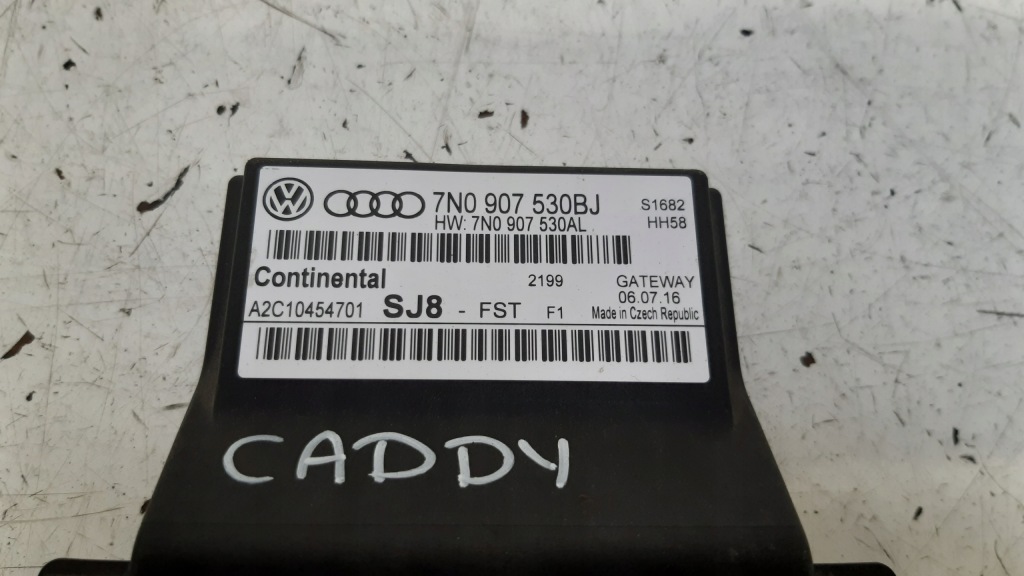 7N0 907 530BJ S1682
HW: 7N0 907 530AL HH58
Continental 2199 GATEWAY
06.07.16
A2C10454701 SJ8 - FST F1 Made in Czech Republic
CADDY